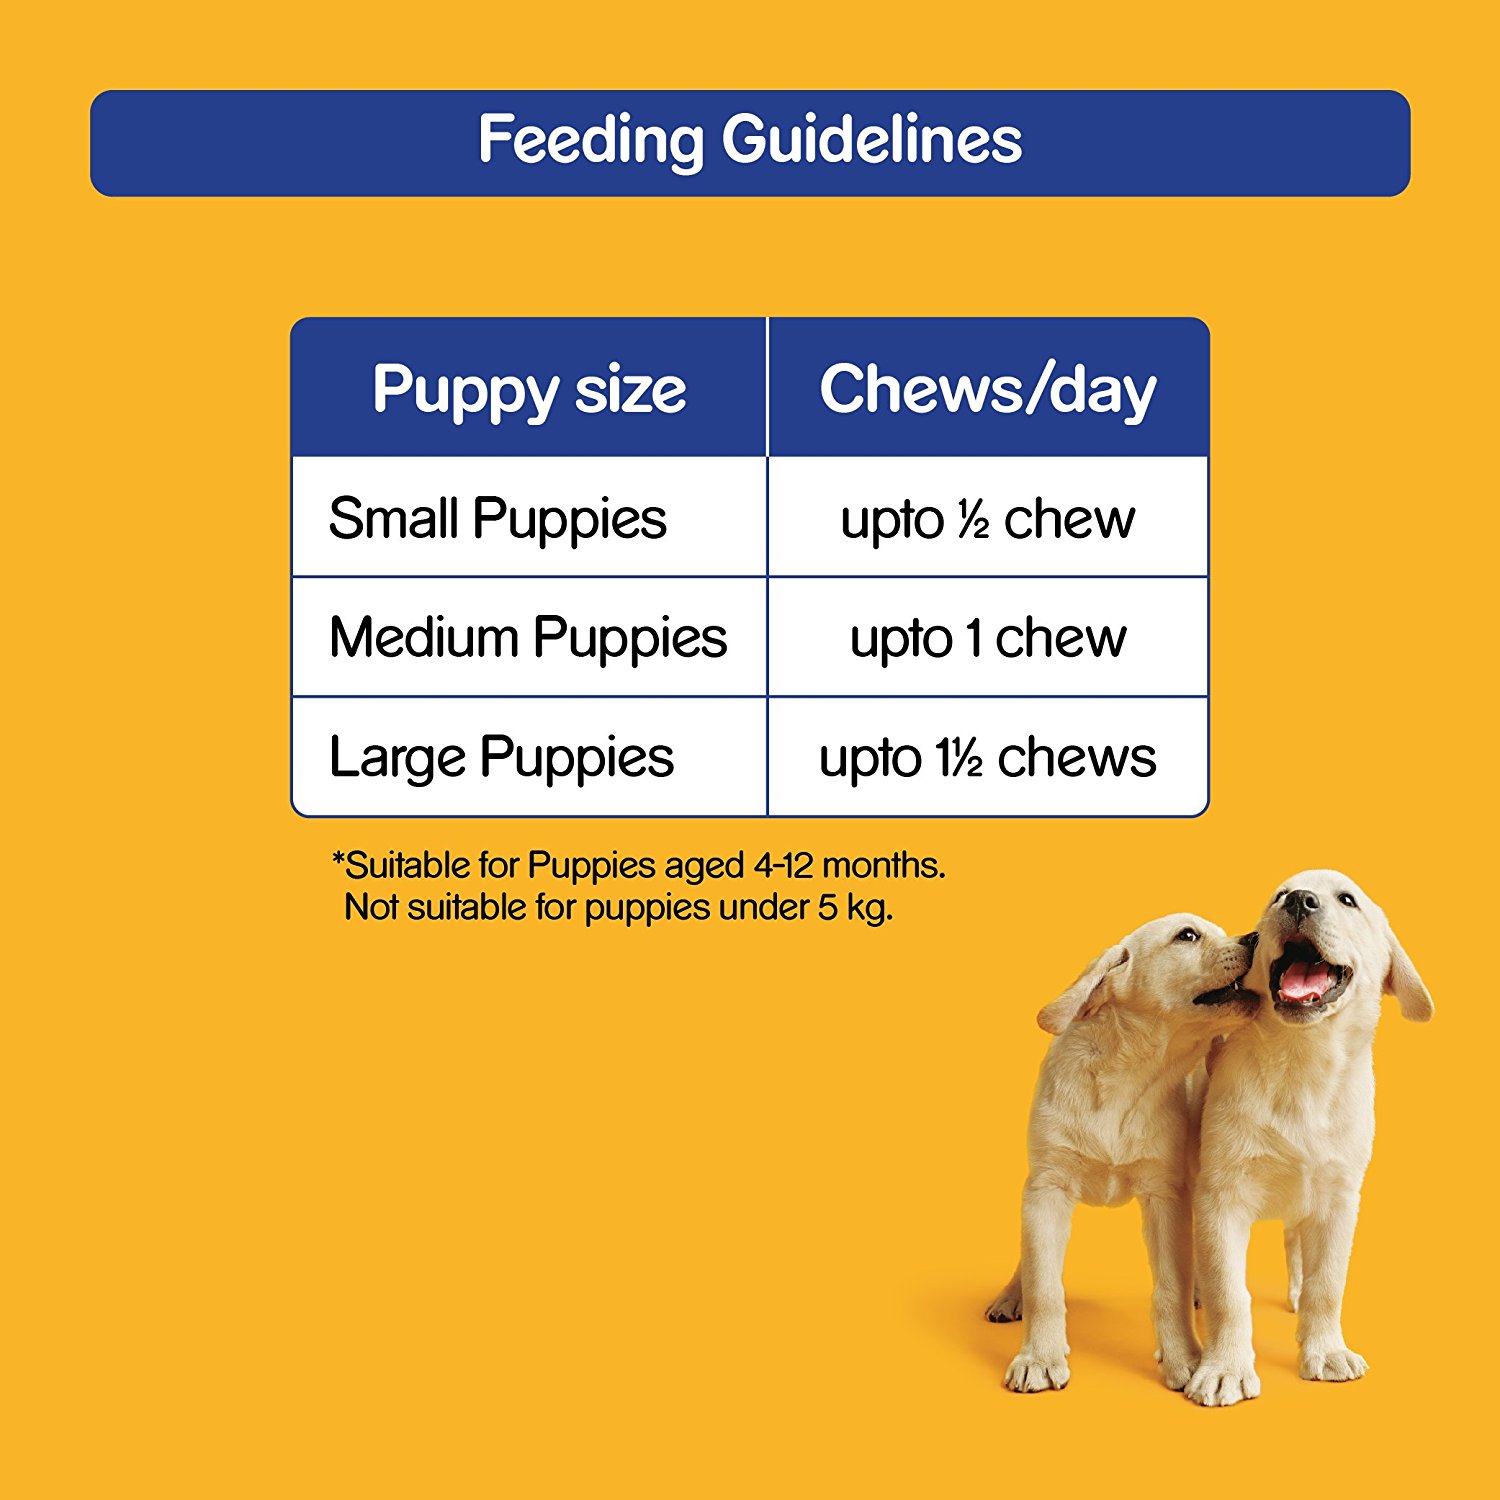 Feeding Guidelines
Puppy size Chews/day
Small Puppies upto ½ chew
Medium Puppies upto 1 chew
Large Puppies upto 1½ chews
*Suitable for Puppies aged 4-12 months.
Not suitable for puppies under 5 kg.